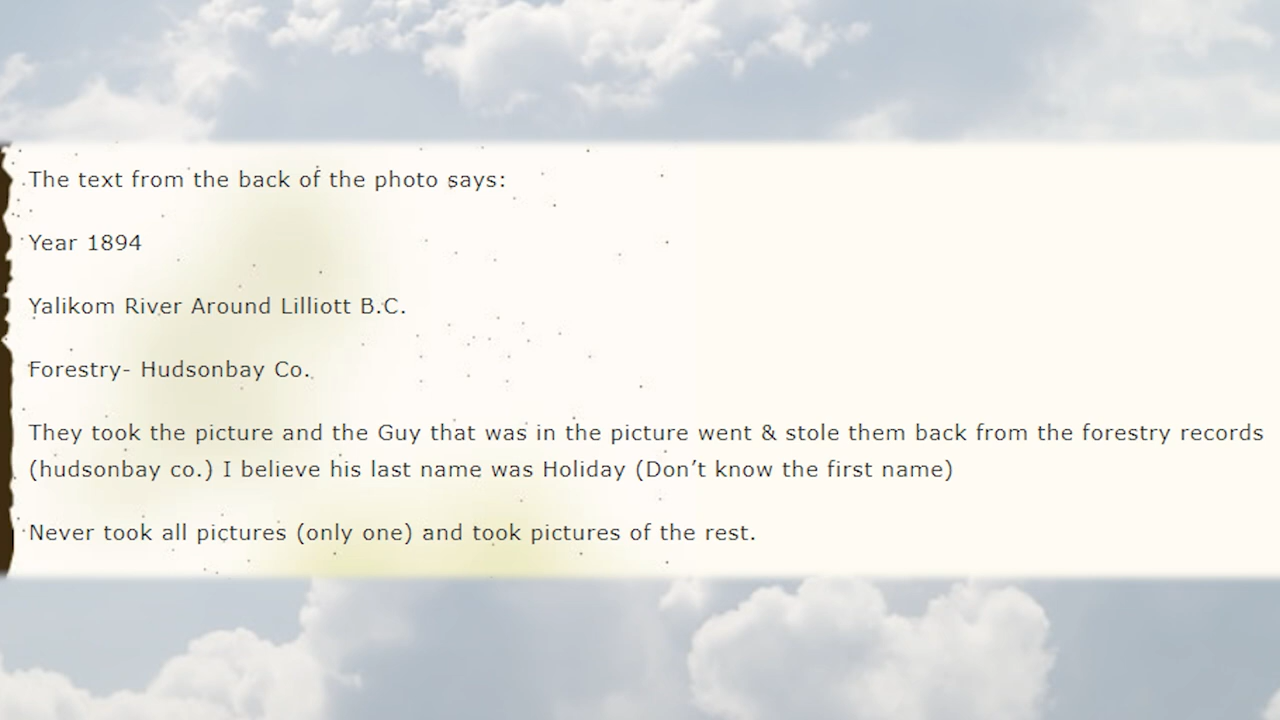 The text from the back of the photo says:
Year 1894
Yalikom River Around Lilliott B.C.
Forestry- Hudsonbay Co.
They took the picture and the Guy that was in the picture went & stole them back from the forestry records
(hudsonbay co.) I believe his last name was Holiday (Don’t know the first name)
Never took all pictures (only one) and took pictures of the rest.